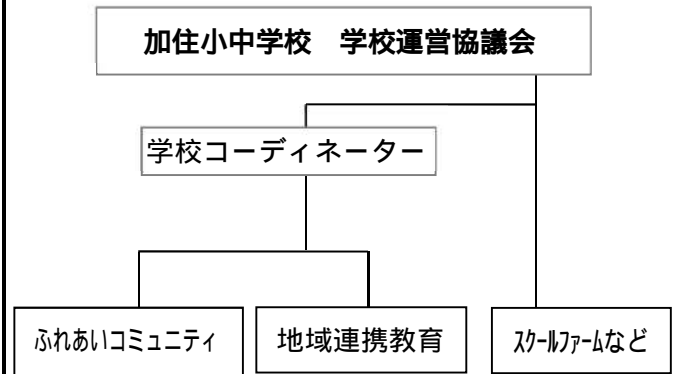 加住小中学校　学校運営協議会
学校コーディネーター
ふれあいコミュニティ
地域連携教育
ｽｸｰﾙﾌｧｰﾑなど